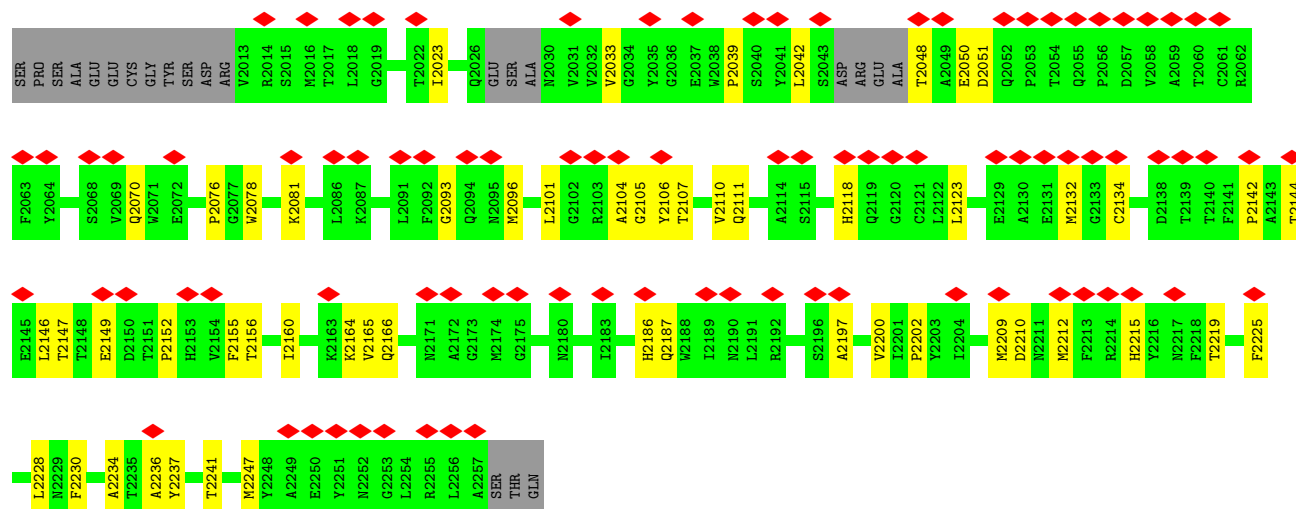 SER PRO SER ALA GLU GLU CYS GLY TYR SER ASP ARG V2013 R2014 S2015 M2016 T2017 L2018 G2019 T2022 I2023 Q2026 GLU SER ALA N2030 V2031 V2032 V2033 G2034 Y2035 G2036 E2037 W2038 P2039 S2040 Y2041 L2042 S2043 ASP ARG GLU ALA T2048 A2049 E2050 D2051 Q2052 P2053 T2054 Q2055 P2056 D2057 V2058 A2059 T2060 C2061 R2062
F2063 Y2064 S2068 V2069 Q2070 W2071 E2072 P2076 G2077 W2078 K2081 L2086 K2087 L2091 F2092 G2093 Q2094 N2095 M2096 L2101 G2102 R2103 A2104 G2105 Y2106 T2107 V2110 Q2111 A2114 S2115 H2118 Q2119 G2120 C2121 L2122 L2123 E2129 A2130 E2131 M2132 G2133 C2134 D2138 T2139 T2140 F2141 P2142 A2143 T2144
E2145 L2146 T2147 T2148 E2149 D2150 T2151 P2152 H2153 V2154 F2155 T2156 I2160 K2163 K2164 V2165 Q2166 N2171 A2172 G2173 M2174 G2175 N2180 I2183 H2186 Q2187 W2188 I2189 N2190 L2191 R2192 S2196 A2197 V2200 I2201 P2202 Y2203 I2204 M2209 D2210 N2211 M2212 F2213 R2214 H2215 Y2216 N2217 F2218 T2219 F2225
L2228 N2229 F2230 A2234 T2235 A2236 Y2237 T2241 M2247 Y2248 A2249 E2250 Y2251 N2252 G2253 L2254 R2255 L2256 A2257 SER THR GLN